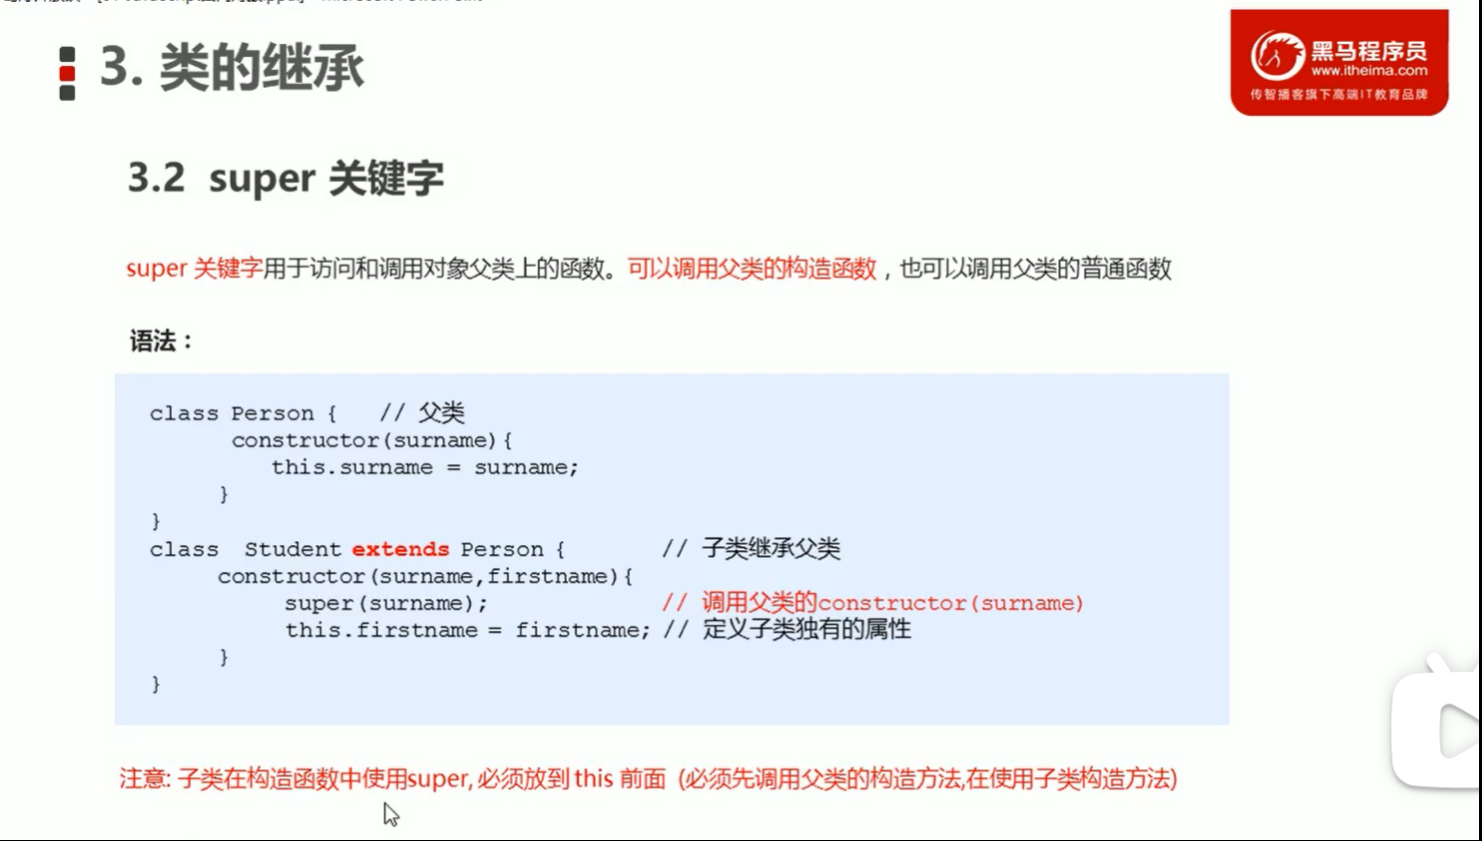 3. 类的继承
黑马程序员
www.itheima.com
传智播客旗下高端IT教育品牌
3.2 super 关键字
super 关键字用于访问和调用对象父类上的函数。可以调用父类的构造函数，也可以调用父类的普通函数
语法：
class Person { // 父类
constructor(surname){
this.surname = surname;
}
}
class Student extends Person { // 子类继承父类
constructor(surname,firstname){
super(surname); // 调用父类的constructor(surname)
this.firstname = firstname; // 定义子类独有的属性
}
}
注意: 子类在构造函数中使用super, 必须放到 this 前面 (必须先调用父类的构造方法,在使用子类构造方法)